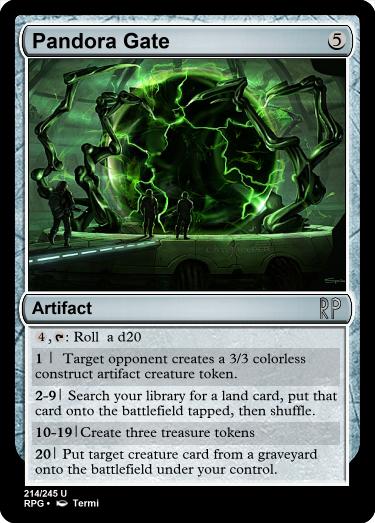 Pandora Gate 5
Artifact RP
4, : Roll a d20
1 | Target opponent creates a 3/3 colorless
construct artifact creature token.
2-9| Search your library for a land card, put that
card onto the battlefield tapped, then shuffle.
10-19|Create three treasure tokens
20| Put target creature card from a graveyard
onto the battlefield under your control.
214/245 U
RPG • Termi